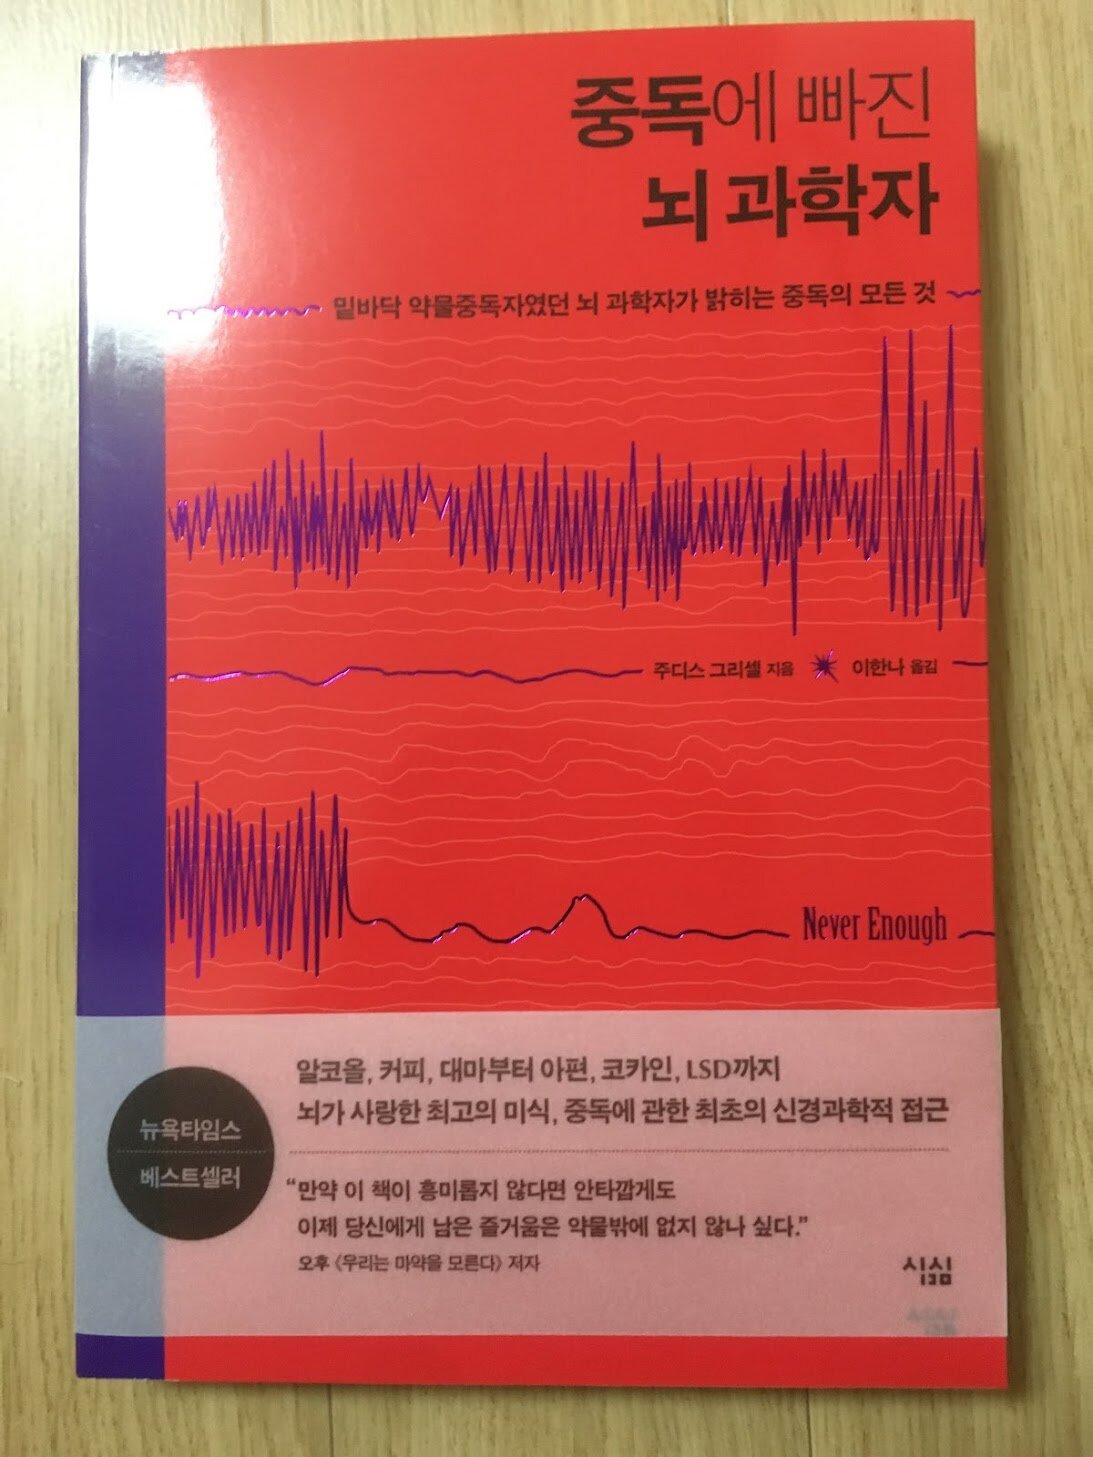 중독에 빠진
뇌 과학자
밑바닥 약물중독자였던 뇌 과학자가 밝히는 중독의 모든 것
주디스 그리셀 지음 이한나 옮김
Never Enough
알코올, 커피, 대마부터 아편, 코카인, LSD까지
뇌가 사랑한 최고의 미식, 중독에 관한 최초의 신경과학적 접근
뉴욕타임스
베스트셀러
“만약 이 책이 흥미롭지 않다면 안타깝게도
이제 당신에게 남은 즐거움은 약물밖에 없지 않나 싶다.”
오후 〈우리는 마약을 모른다〉 저자
심심